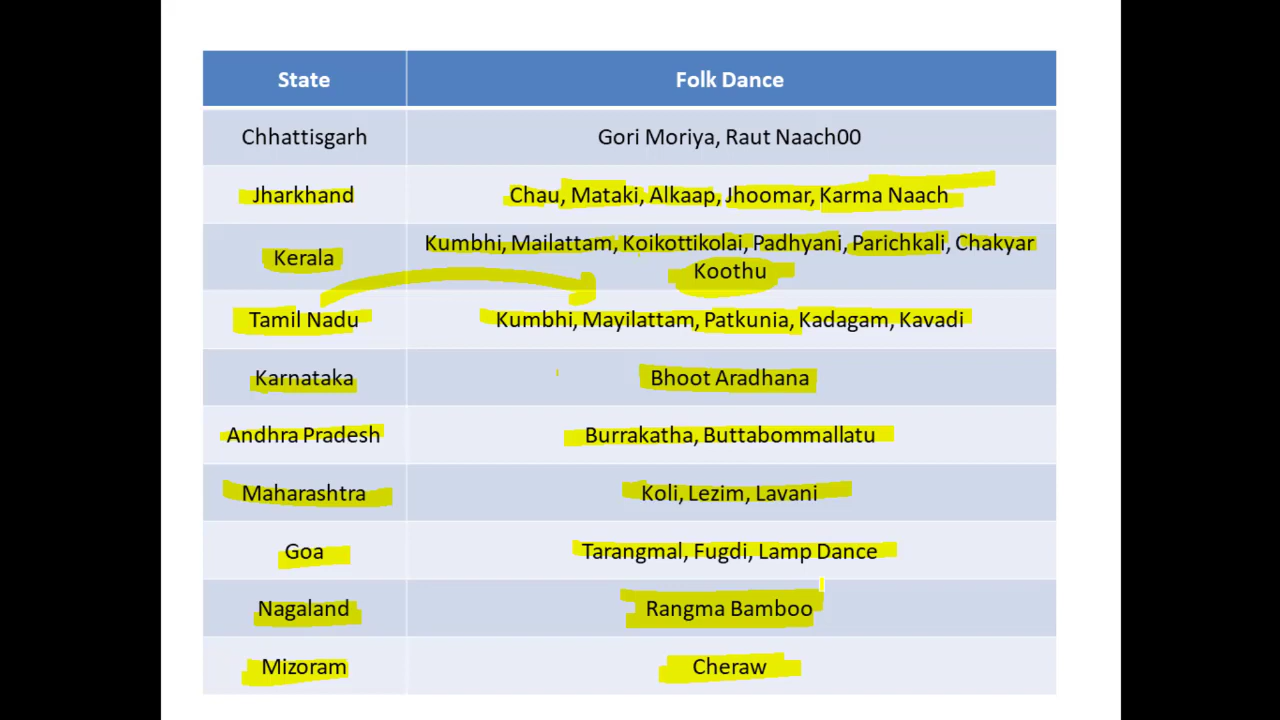 State Folk Dance
Chhattisgarh Gori Moriya, Raut Naach00
Jharkhand Chau, Mataki, Alkaap, Jhoomar, Karma Naach
Kerala Kumbhi, Mailattam, Koikottikolai, Padhyani, Parichkali, Chakyar
Koothu
Tamil Nadu Kumbhi, Mayilattam, Patkunia, Kadagam, Kavadi
Karnataka Bhoot Aradhana
Andhra Pradesh Burrakatha, Buttabommallatu
Maharashtra Koli, Lezim, Lavani
Goa Tarangmal, Fugdi, Lamp Dance
Nagaland Rangma Bamboo
Mizoram Cheraw